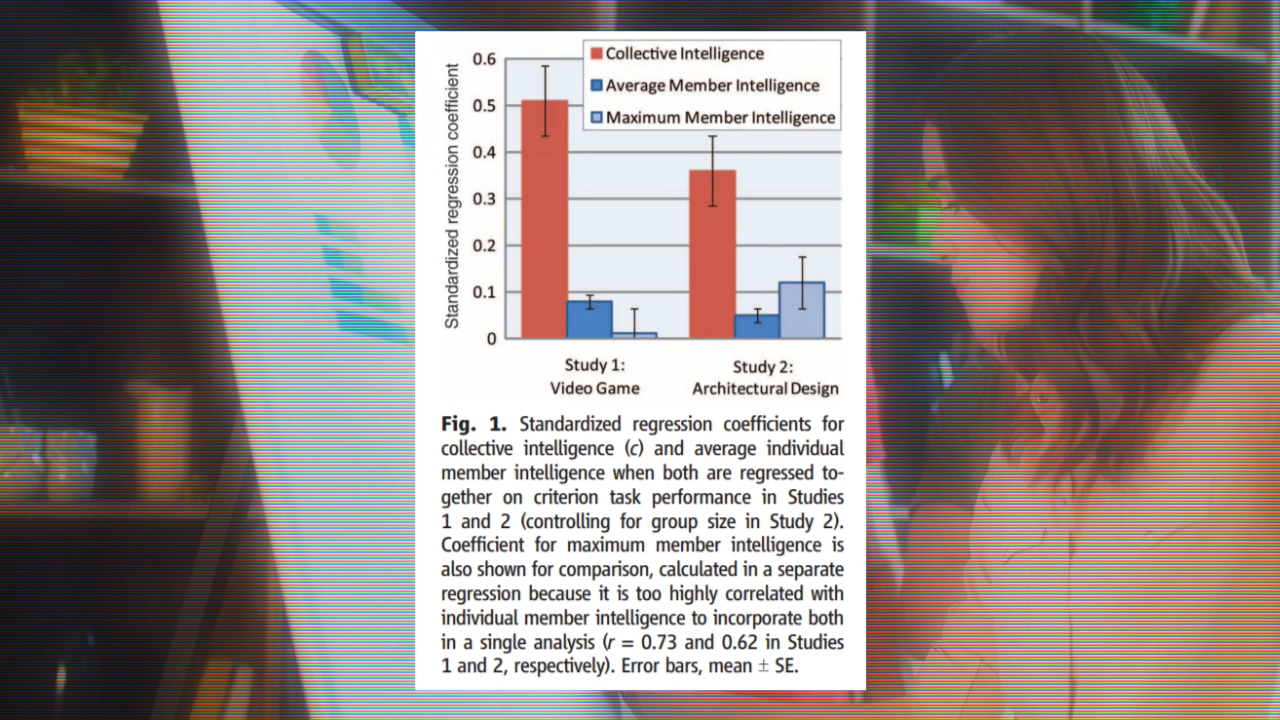 Collective Intelligence
Average Member Intelligence
Maximum Member Intelligence
Standardized regression coefficient
0.6
0.5
0.4
0.3
0.2
0.1
0
Study 1:
Video Game
Study 2:
Architectural Design
Fig. 1. Standardized regression coefficients for
collective intelligence (c) and average individual
member intelligence when both are regressed to-
gether on criterion task performance in Studies
1 and 2 (controlling for group size in Study 2).
Coefficient for maximum member intelligence is
also shown for comparison, calculated in a separate
regression because it is too highly correlated with
individual member intelligence to incorporate both
in a single analysis (r = 0.73 and 0.62 in Studies
1 and 2, respectively). Error bars, mean ± SE.